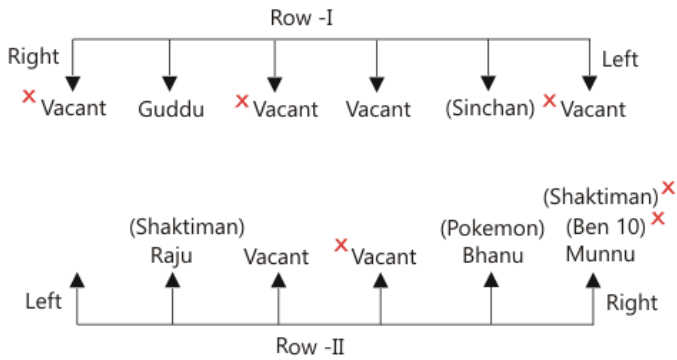 Row -I
Right Left
× Vacant Guddu × Vacant Vacant (Sinchan) × Vacant
(Shaktiman) ×
(Shaktiman) (Pokemon) (Ben 10) ×
Raju Vacant × Vacant Bhanu Munnu
Left Right
Row -II